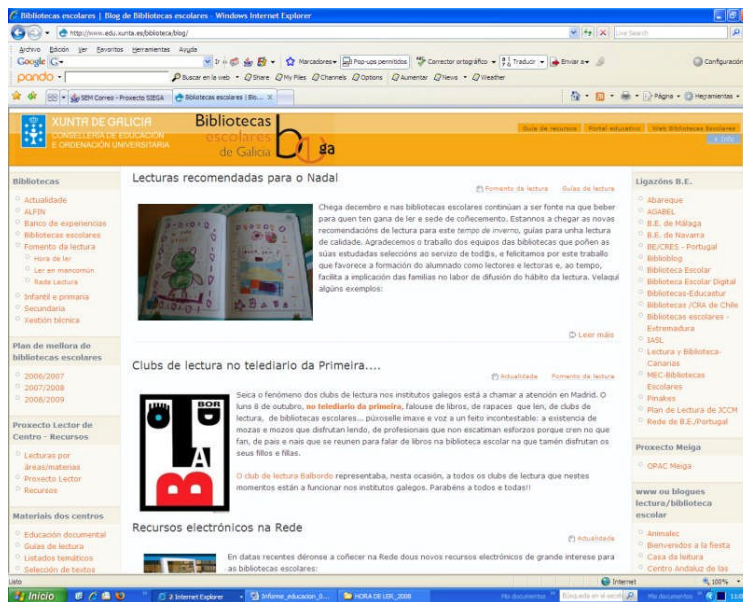 Bibliotecas escolares | Blog de Bibliotecas escolares - Windows Internet Explorer
http://www.edu.xunta.es/biblioteca/blog/
Live Search
Archivo Edición Ver Favoritos Herramientas Ayuda
Google
Marcadores
Pop-ups permitidos
Corrector ortográfico
Traducir
Enviar a
Configuración
pando
Buscar en la web
Share
My Files
Channels
Options
Aumentar
News
Weather
SEM Correo - Proxecto SIEGA
Bibliotecas escolares | Blo...
Página
Herramientas
XUNTA DE GALICIA
CONSELLERÍA DE EDUCACIÓN
E ORDENACIÓN UNIVERSITARIA
Bibliotecas
escolares
de Galicia
Guía de recursos
Portal educativo
Web Bibliotecas Escolares
Bibliotecas
Actualidade
ALFIN
Banco de experiencias
Bibliotecas escolares
Fomento da lectura
Hora de ler
Ler en mancomún
Rede Lectura
Infantil e primaria
Secundaria
Xestión técnica
Plan de mellora de
bibliotecas escolares
2006/2007
2007/2008
2008/2009
Proxecto Lector de
Centro - Recursos
Lecturas por
áreas/materias
Proxecto Lector
Recursos
Materiais dos centros
Educación documental
Guías de lectura
Listados temáticos
Selección de textos
Lecturas recomendadas para o Nadal
Fomento da lectura Guías de lectura
Chega decembro e nas bibliotecas escolares continúan a ser fonte na que beber
para quen ten gana de ler e sede de coñecemento. Estannos a chegar as novas
recomendacións de lectura para este tempo de inverno, guías para unha lectura
de calidade. Agradecemos o traballo dos equipos das bibliotecas que poñen as
súas estudadas seleccións ao servizo de tod@s, e felicitamos por este traballo
que favorece a formación do alumnado como lectores e lectoras e, ao tempo,
facilita a implicación das familias no labor de difusión do hábito da lectura. Velaquí
algúns exemplos:
Leer máis
Clubs de lectura no telediario da Primeira....
Actualidade Fomento da lectura
BOR
Seica o fenómeno dos clubs de lectura nos institutos galegos está a chamar a atención en Madrid. O
luns 8 de outubro, no telediario da primeira, falouse de libros, de rapaces que len, de clubs de
lectura, de bibliotecas escolares... púxoselle imaxe e voz a un feito incontestable: a existencia de
mozas e mozos que disfrutan lendo, de profesionais que non escatiman esforzos porque cren no que
fan, de pais e nais que se reunen para falar de libros na biblioteca escolar na que tamén disfrutan os
seus fillos e fillas.
O club de lectura Balbordo representaba, nesta ocasión, a todos os clubs de lectura que nestes
momentos están a funcionar nos institutos galegos. Parabéns a todos e todas!!
Recursos electrónicos na Rede
Actualidade
En datas recentes déronse a coñecer na Rede dous novos recursos electrónicos de grande interese para
as bibliotecas escolares:
Ligazóns B.E.
Abareque
AGABEL
B.E. de Málaga
B.E. de Navarra
BE/CRES - Portugal
Biblioblog
Biblioteca Escolar
Biblioteca Escolar Digital
Bibliotecas-Educastur
Bibliotecas /CRA de Chile
Bibliotecas escolares -
Extremadura
IASL
Lectura y Biblioteca-
Canarias
MEC-Bibliotecas
Escolares
Pinakes
Plan de Lectura de JCCM
Rede de B.E./Portugal
Proxecto Meiga
OPAC Meiga
www ou blogues
lectura/biblioteca
escolar
Animalec
Bienvenidos a la fiesta
Casa da leitura
Centro Andaluz de las
Listo
Internet
100%
Inicio
2 Internet Explorer
Informe_educacion_0...
HORA DE LER_2008
Mis documentos
Búsqueda en el escrit
Mis documentos